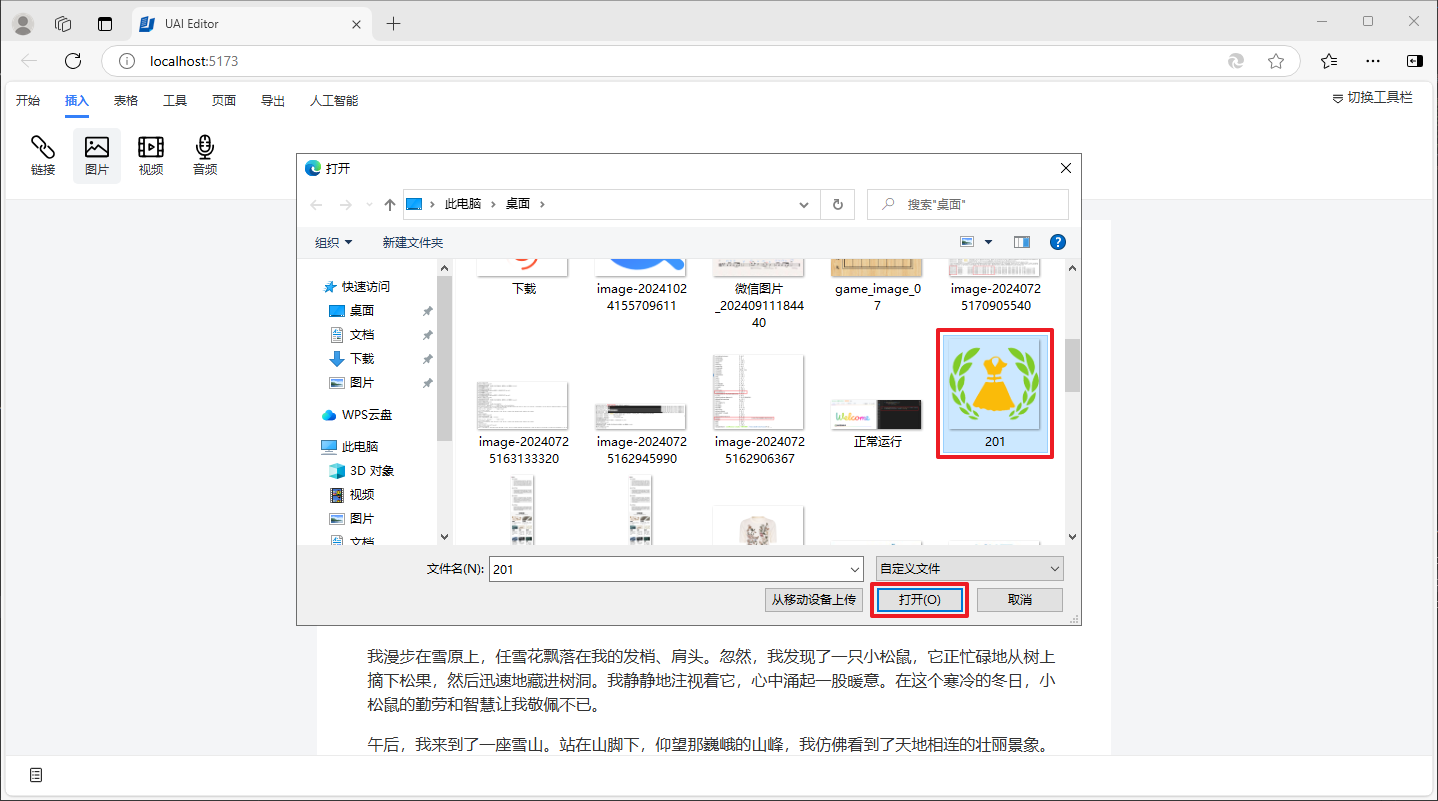 UAI Editor
localhost:5173
开始 插入 表格 工具 页面 导出 人工智能
切换工具栏
链接 图片 视频 音频
打开
此电脑 桌面
搜索"桌面"
组织 新建文件夹
快速访问
桌面
文档
下载
图片
WPS云盘
此电脑
3D 对象
视频
图片
文档
下载
image-20241024155709611
微信图片_20240911184440
game_image_07
image-20240725170905540
image-20240725163133320
image-20240725162945990
image-20240725162906367
Welcome
正常运行
201
文件名(N): 201
自定义文件
从移动设备上传 打开(O) 取消
我漫步在雪原上，任雪花飘落在我的发梢、肩头。忽然，我发现了一只小松鼠，它正忙碌地从树上
摘下松果，然后迅速地藏进树洞。我静静地注视着它，心中涌起一股暖意。在这个寒冷的冬日，小
松鼠的勤劳和智慧让我敬佩不已。
午后，我来到了一座雪山。站在山脚下，仰望那巍峨的山峰，我仿佛看到了天地相连的壮丽景象。